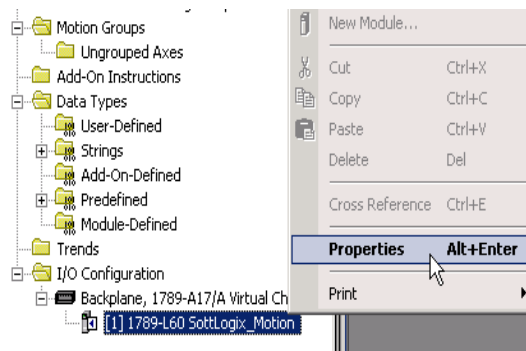 Motion Groups
Ungrouped Axes
Add-On Instructions
Data Types
User-Defined
Strings
Add-On-Defined
Predefined
Module-Defined
Trends
I/O Configuration
Backplane, 1789-A17/A Virtual Ch
[1] 1789-L60 SottLogix_Motion
New Module...
Cut Ctrl+X
Copy Ctrl+C
Paste Ctrl+V
Delete Del
Cross Reference Ctrl+E
Properties Alt+Enter
Print